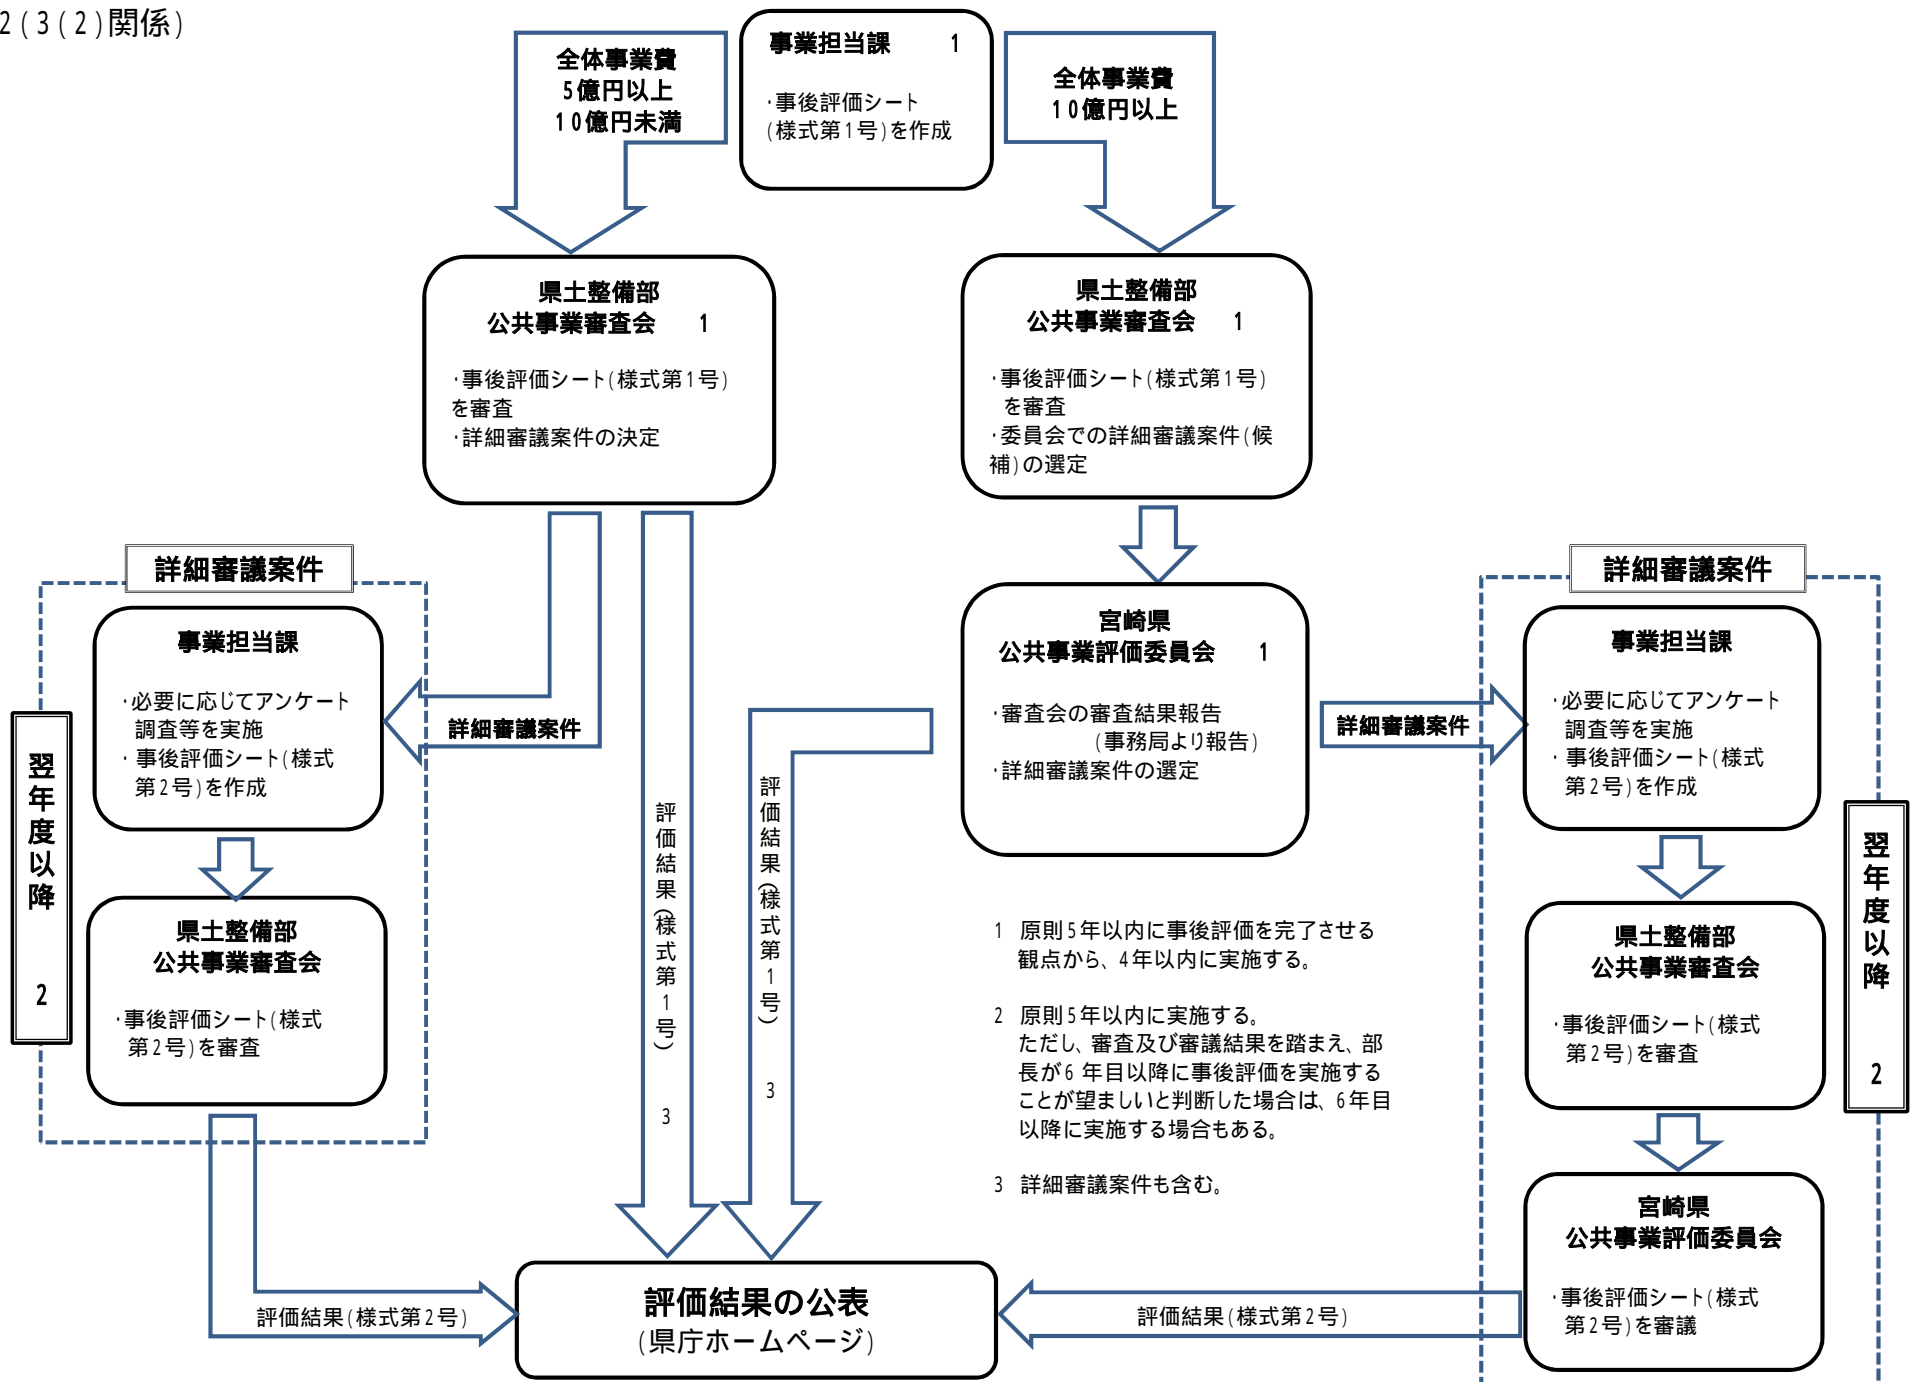 2(3(2)関係)
事業担当課 1
・事後評価シート
(様式第1号)を作成
全体事業費
5億円以上
10億円未満
全体事業費
10億円以上
県土整備部
公共事業審査会 1
・事後評価シート(様式第1号)
を審査
・詳細審議案件の決定
県土整備部
公共事業審査会 1
・事後評価シート(様式第1号)
を審査
・委員会での詳細審議案件(候
補)の選定
詳細審議案件
事業担当課
・必要に応じてアンケート
調査等を実施
・事後評価シート(様式
第2号)を作成
翌年度以降 2
県土整備部
公共事業審査会
・事後評価シート(様式
第2号)を審査
詳細審議案件
評価結果(様式第1号) 3
評価結果(様式第1号) 3
宮崎県
公共事業評価委員会 1
・審査会の審査結果報告
(事務局より報告)
・詳細審議案件の選定
詳細審議案件
詳細審議案件
事業担当課
・必要に応じてアンケート
調査等を実施
・事後評価シート(様式
第2号)を作成
翌年度以降 2
県土整備部
公共事業審査会
・事後評価シート(様式
第2号)を審査
宮崎県
公共事業評価委員会
・事後評価シート(様式
第2号)を審議
1 原則5年以内に事後評価を完了させる
観点から、4年以内に実施する。
2 原則5年以内に実施する。
ただし、審査及び審議結果を踏まえ、部
長が6年目以降に事後評価を実施する
ことが望ましいと判断した場合は、6年目
以降に実施する場合もある。
3 詳細審議案件も含む。
評価結果(様式第2号)
評価結果の公表
(県庁ホームページ)
評価結果(様式第2号)